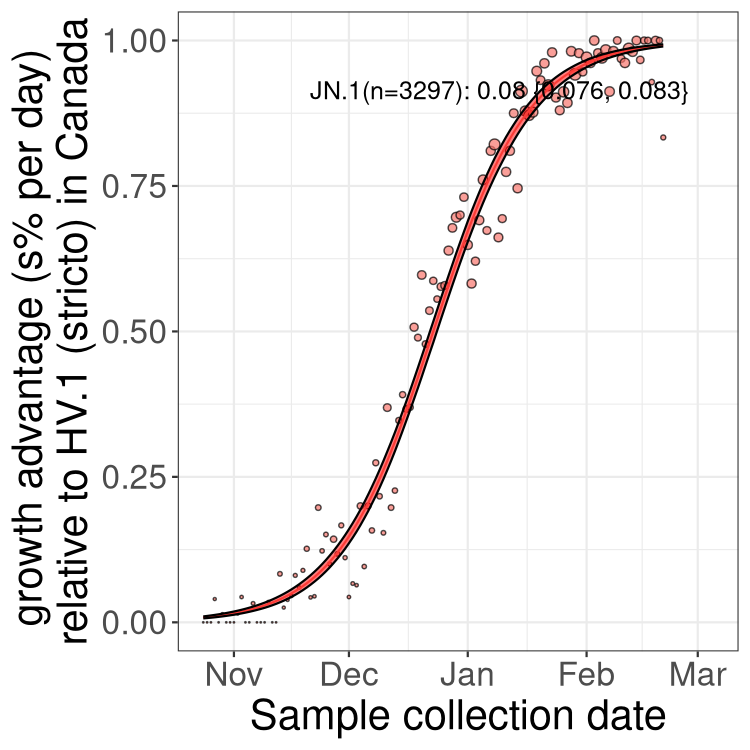 growth advantage (s% per day)
relative to HV.1 (stricto) in Canada
1.00
0.75
0.50
0.25
0.00
JN.1(n=3297): 0.08 {0.076, 0.083}
Nov Dec Jan Feb Mar
Sample collection date